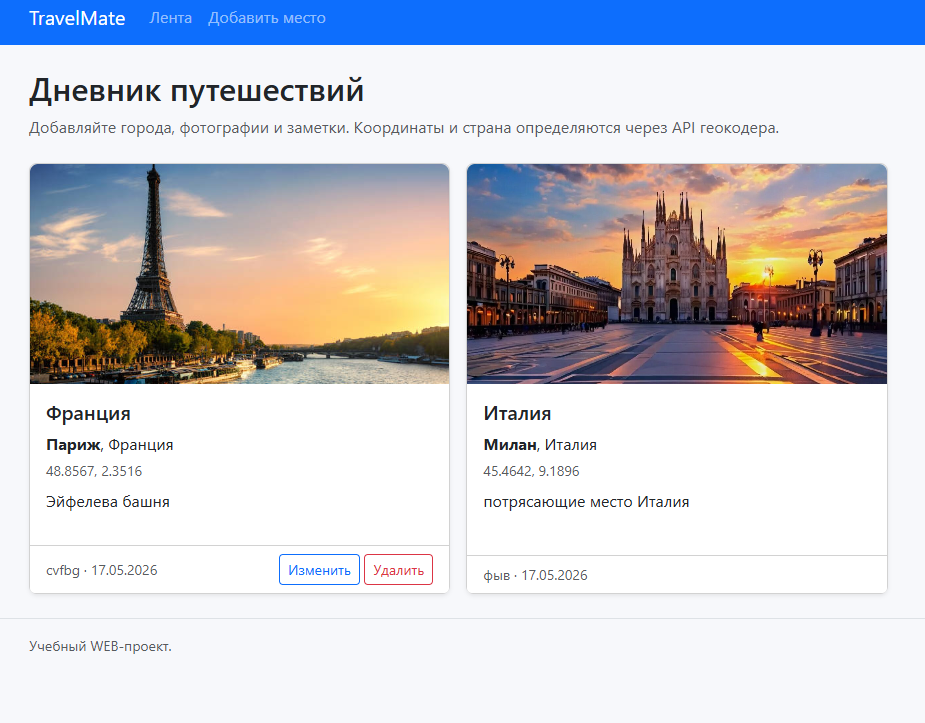 TravelMate Лента Добавить место
Дневник путешествий
Добавляйте города, фотографии и заметки. Координаты и страна определяются через API геокодера.
Франция
Париж, Франция
48.8567, 2.3516
Эйфелева башня
cvfbg · 17.05.2026 Изменить Удалить
Италия
Милан, Италия
45.4642, 9.1896
потрясающие место Италия
фыв · 17.05.2026
Учебный WEB-проект.